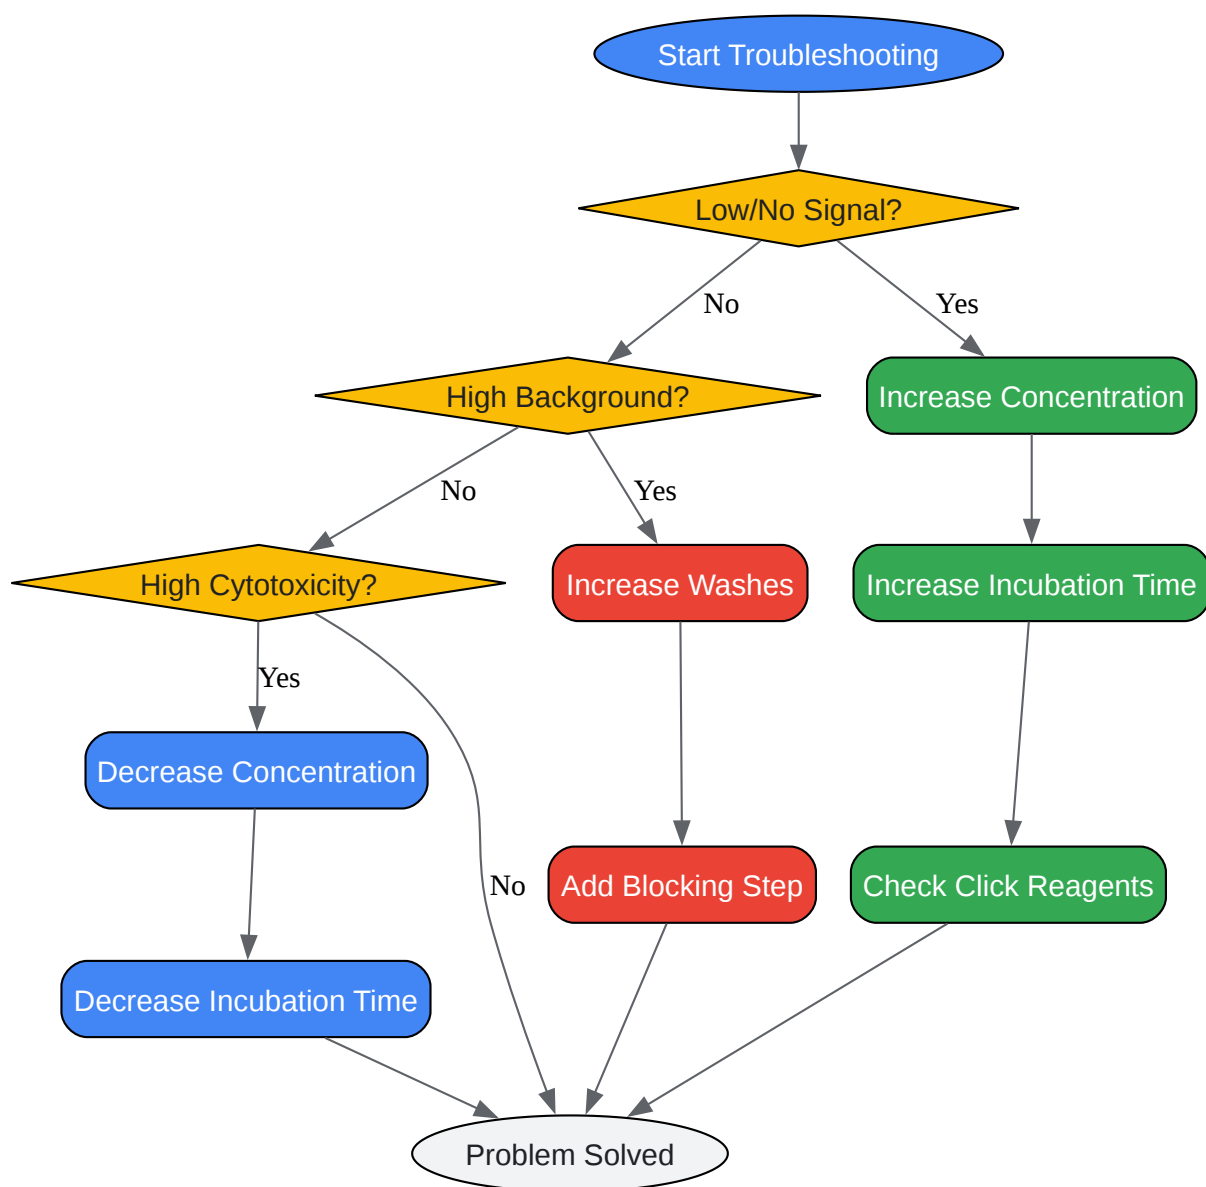 Start Troubleshooting
Low/No Signal?
No
Yes
High Background?
Increase Concentration
No
Yes
High Cytotoxicity?
Increase Washes
Increase Incubation Time
Yes
Decrease Concentration
No
Add Blocking Step
Check Click Reagents
Decrease Incubation Time
Problem Solved